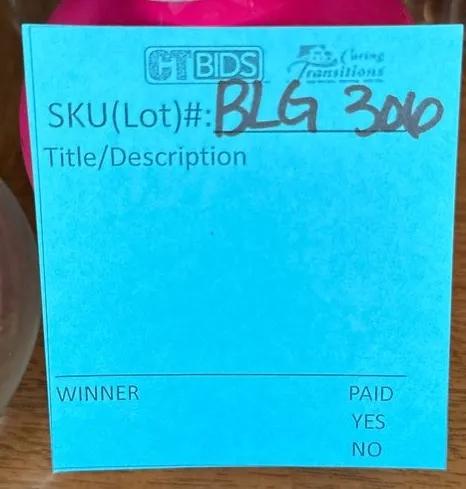 CTBIDS Caring
Transitions
SKU(Lot)#: BLG 306
Title/Description
WINNER PAID
YES
NO